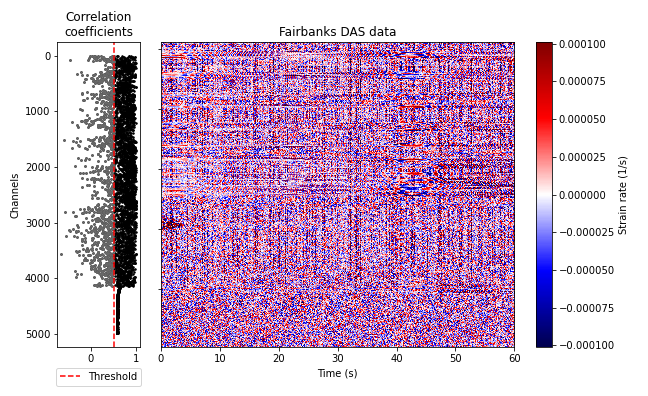 Correlation
coefficients
Fairbanks DAS data
0
1000
2000
3000
4000
5000
Channels
0 1
Threshold
0 10 20 30 40 50 60
Time (s)
0.000100
0.000075
0.000050
0.000025
0.000000
−0.000025
−0.000050
−0.000075
−0.000100
Strain rate (1/s)